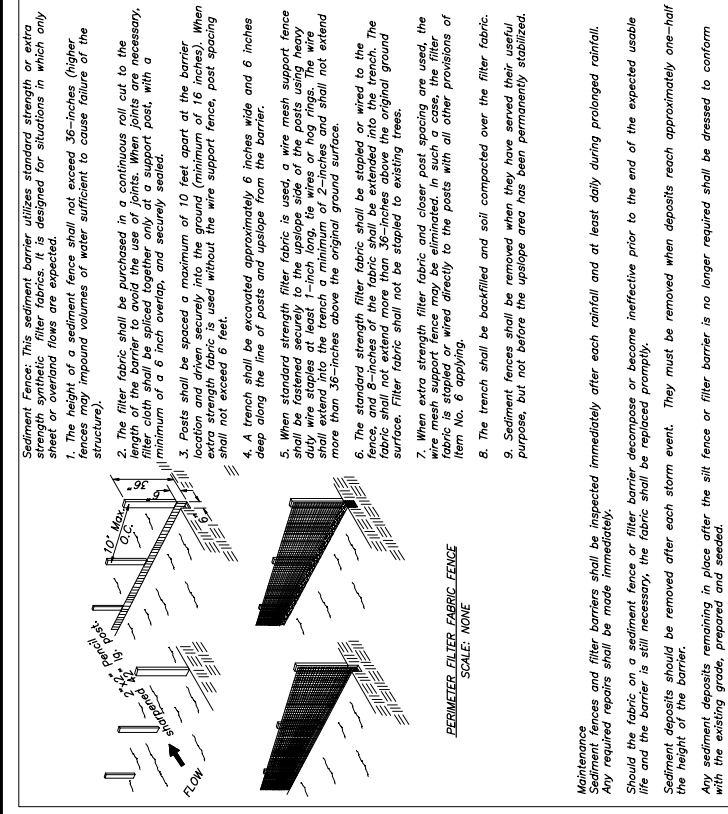 Sediment Fence: This sediment barrier utilizes standard strength or extra
strength synthetic filter fabrics. It is designed for situations in which only
sheet or overland flows are expected.
1. The height of a sediment fence shall not exceed 36-inches (higher
fences may impound volumes of water sufficient to cause failure of the
structure).
2. The filter fabric shall be purchased in a continuous roll cut to the
length of the barrier to avoid the use of joints. When joints are necessary,
filter cloth shall be spliced together only at a support post, with a
minimum of a 6 inch overlap, and securely sealed.
3. Posts shall be spaced a maximum of 10 feet apart at the barrier
location and driven securely into the ground (minimum of 16 inches). When
extra strength fabric is used without the wire support fence, post spacing
shall not exceed 6 feet.
4. A trench shall be excavated approximately 6 inches wide and 6 inches
deep along the line of posts and upslope from the barrier.
5. When standard strength filter fabric is used, a wire mesh support fence
shall be fastened securely to the upslope side of the posts using heavy
duty wire staples at least 1-inch long, tie wires or hog rings. The wire
shall extend into the trench a minimum of 2-inches and shall not extend
more than 36-inches above the original ground surface.
6. The standard strength filter fabric shall be stapled or wired to the
fence, and 8-inches of the fabric shall be extended into the trench. The
fabric shall not extend more than 36-inches above the original ground
surface. Filter fabric shall not be stapled to existing trees.
7. When extra strength filter fabric and closer post spacing are used, the
wire mesh support fence may be eliminated. In such a case, the filter
fabric is stapled or wired directly to the posts with all other provisions of
Item No. 6 applying.
8. The trench shall be backfilled and soil compacted over the filter fabric.
9. Sediment fences shall be removed when they have served their useful
purpose, but not before the upslope area has been permanently stabilized.
2"x2" Pencil
sharpened 42" lg. post.
FLOW
10' Max.
O.C.
36"
6"
6"
PERIMETER FILTER FABRIC FENCE
SCALE: NONE
Maintenance
Sediment fences and filter barriers shall be inspected immediately after each rainfall and at least daily during prolonged rainfall.
Any required repairs shall be made immediately.
Should the fabric on a sediment fence or filter barrier decompose or become ineffective prior to the end of the expected usable
life and the barrier is still necessary, the fabric shall be replaced promptly.
Sediment deposits should be removed after each storm event. They must be removed when deposits reach approximately one-half
the height of the barrier.
Any sediment deposits remaining in place after the silt fence or filter barrier is no longer required shall be dressed to conform
with the existing grade, prepared and seeded.